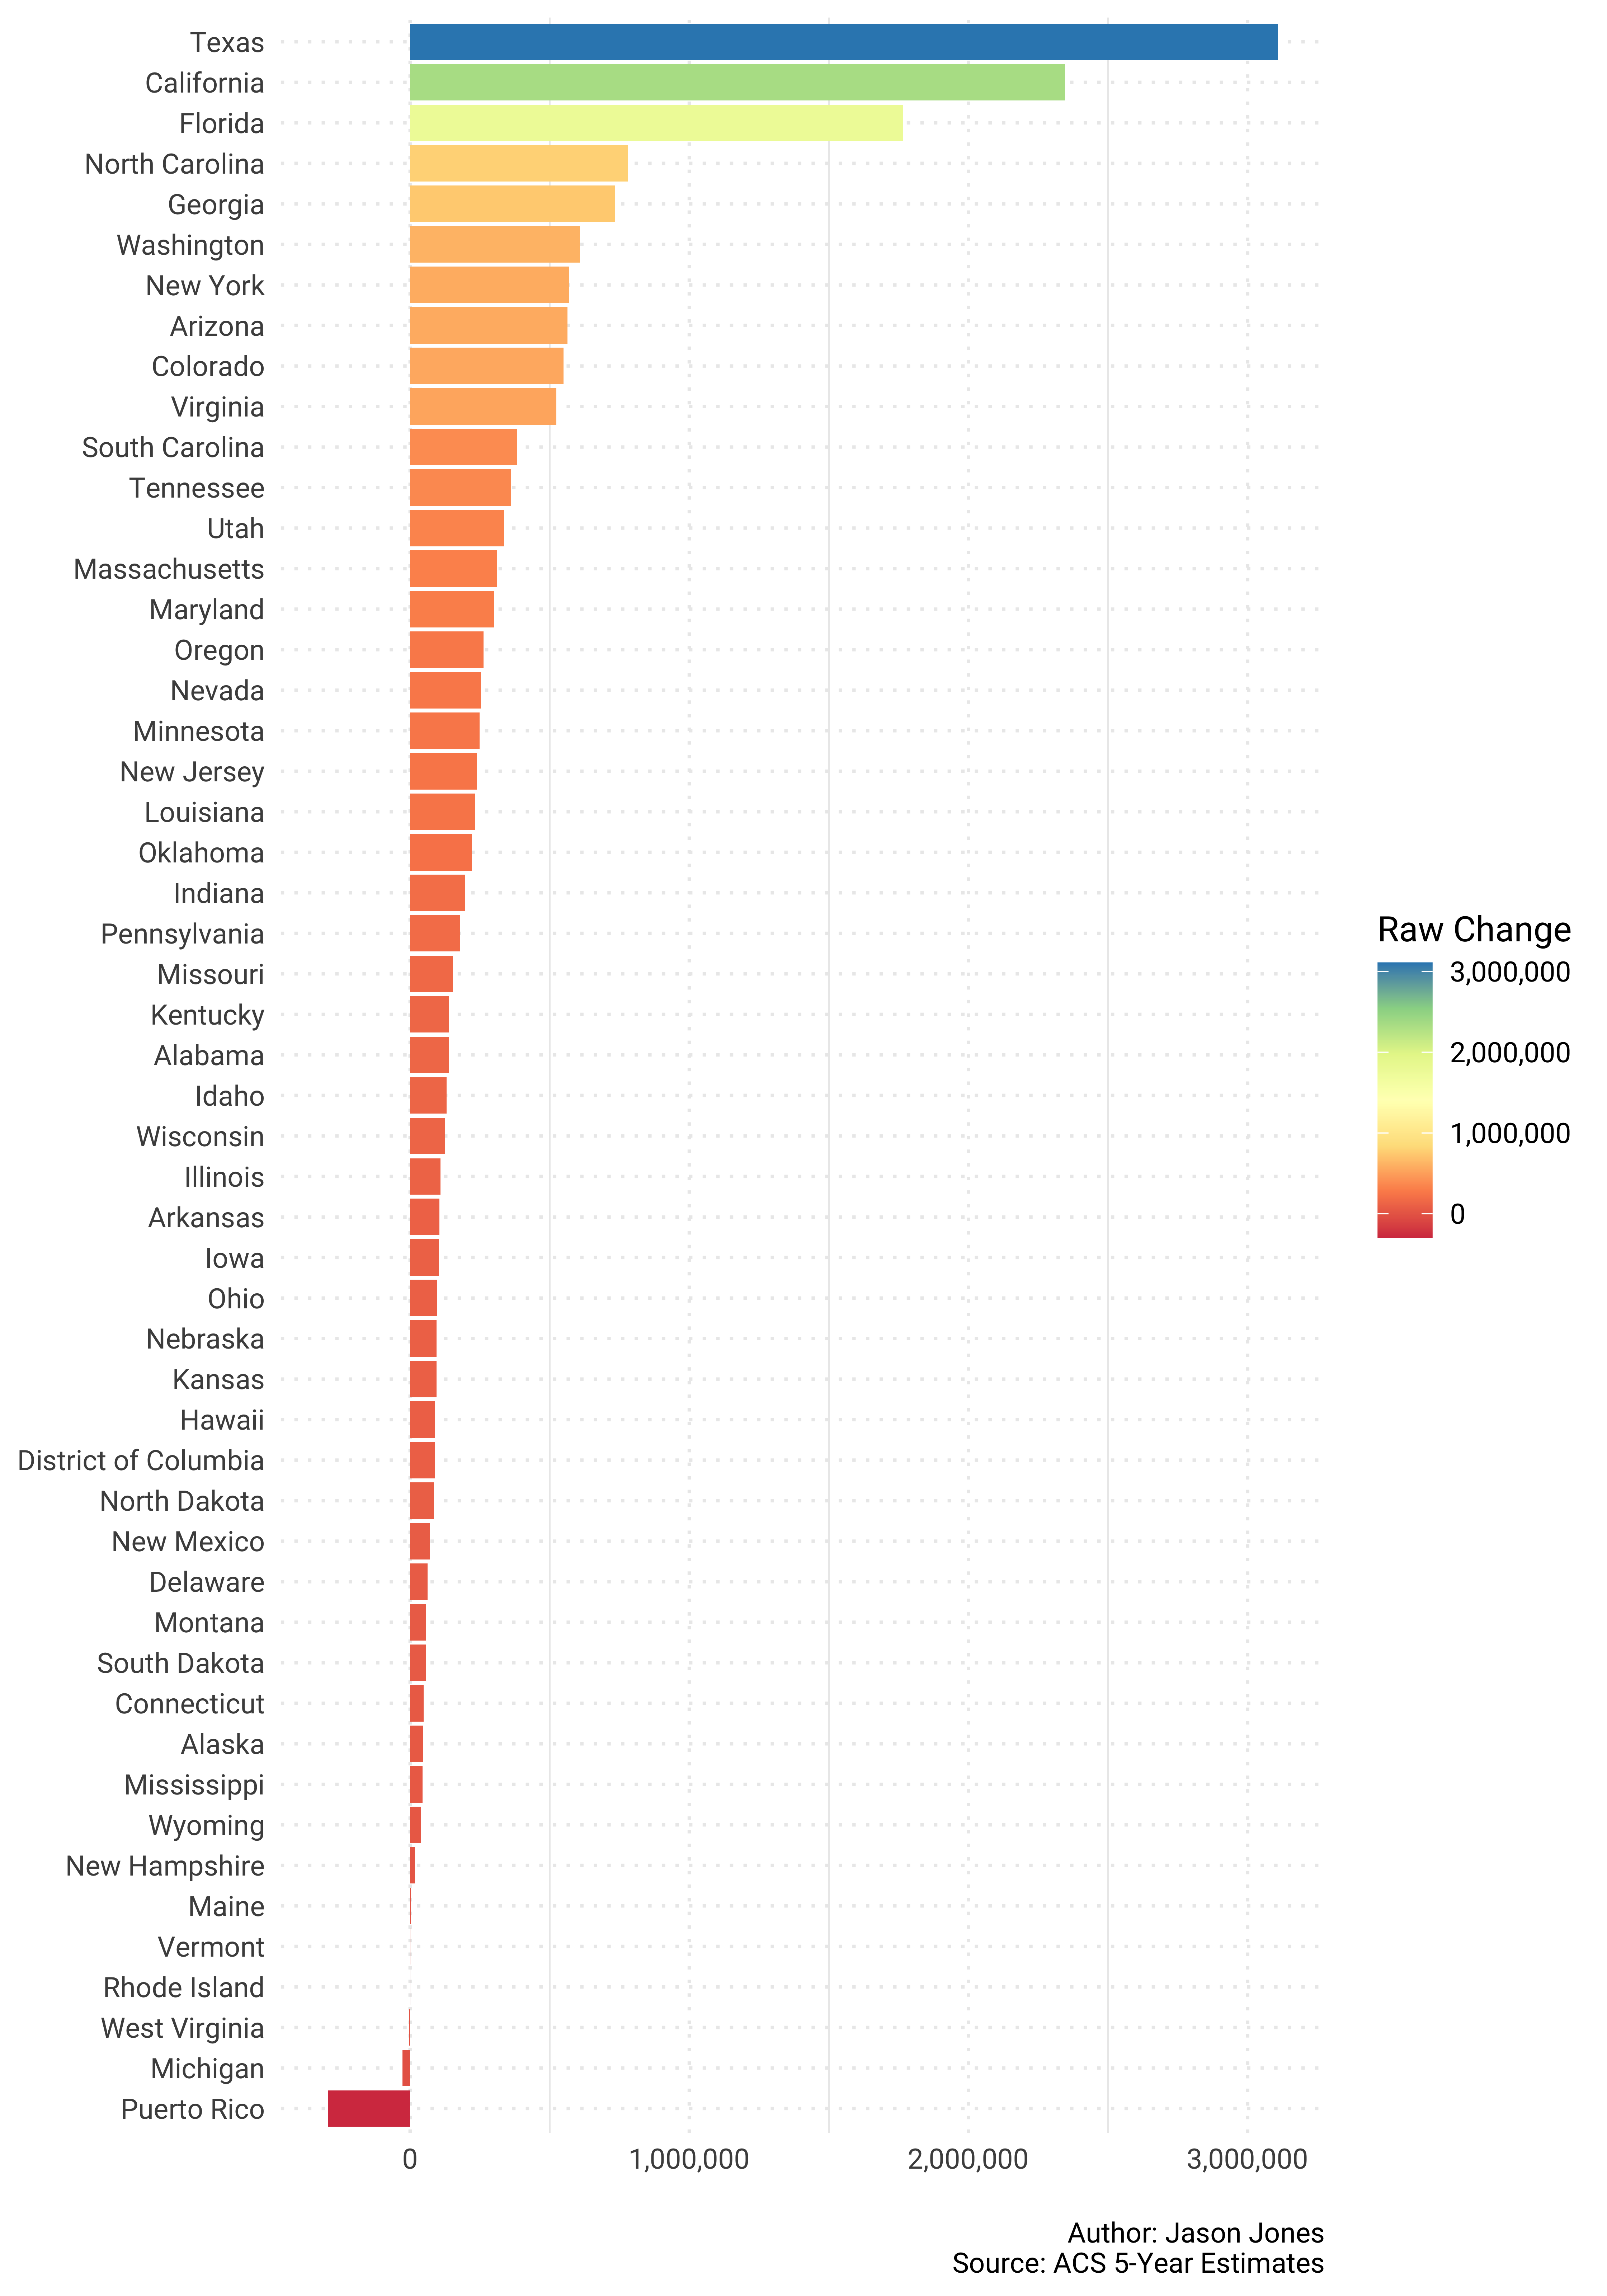 Texas
California
Florida
North Carolina
Georgia
Washington
New York
Arizona
Colorado
Virginia
South Carolina
Tennessee
Utah
Massachusetts
Maryland
Oregon
Nevada
Minnesota
New Jersey
Louisiana
Oklahoma
Indiana
Pennsylvania
Missouri
Kentucky
Alabama
Idaho
Wisconsin
Illinois
Arkansas
Iowa
Ohio
Nebraska
Kansas
Hawaii
District of Columbia
North Dakota
New Mexico
Delaware
Montana
South Dakota
Connecticut
Alaska
Mississippi
Wyoming
New Hampshire
Maine
Vermont
Rhode Island
West Virginia
Michigan
Puerto Rico
0 1,000,000 2,000,000 3,000,000
Raw Change
3,000,000
2,000,000
1,000,000
0
Author: Jason Jones
Source: ACS 5-Year Estimates